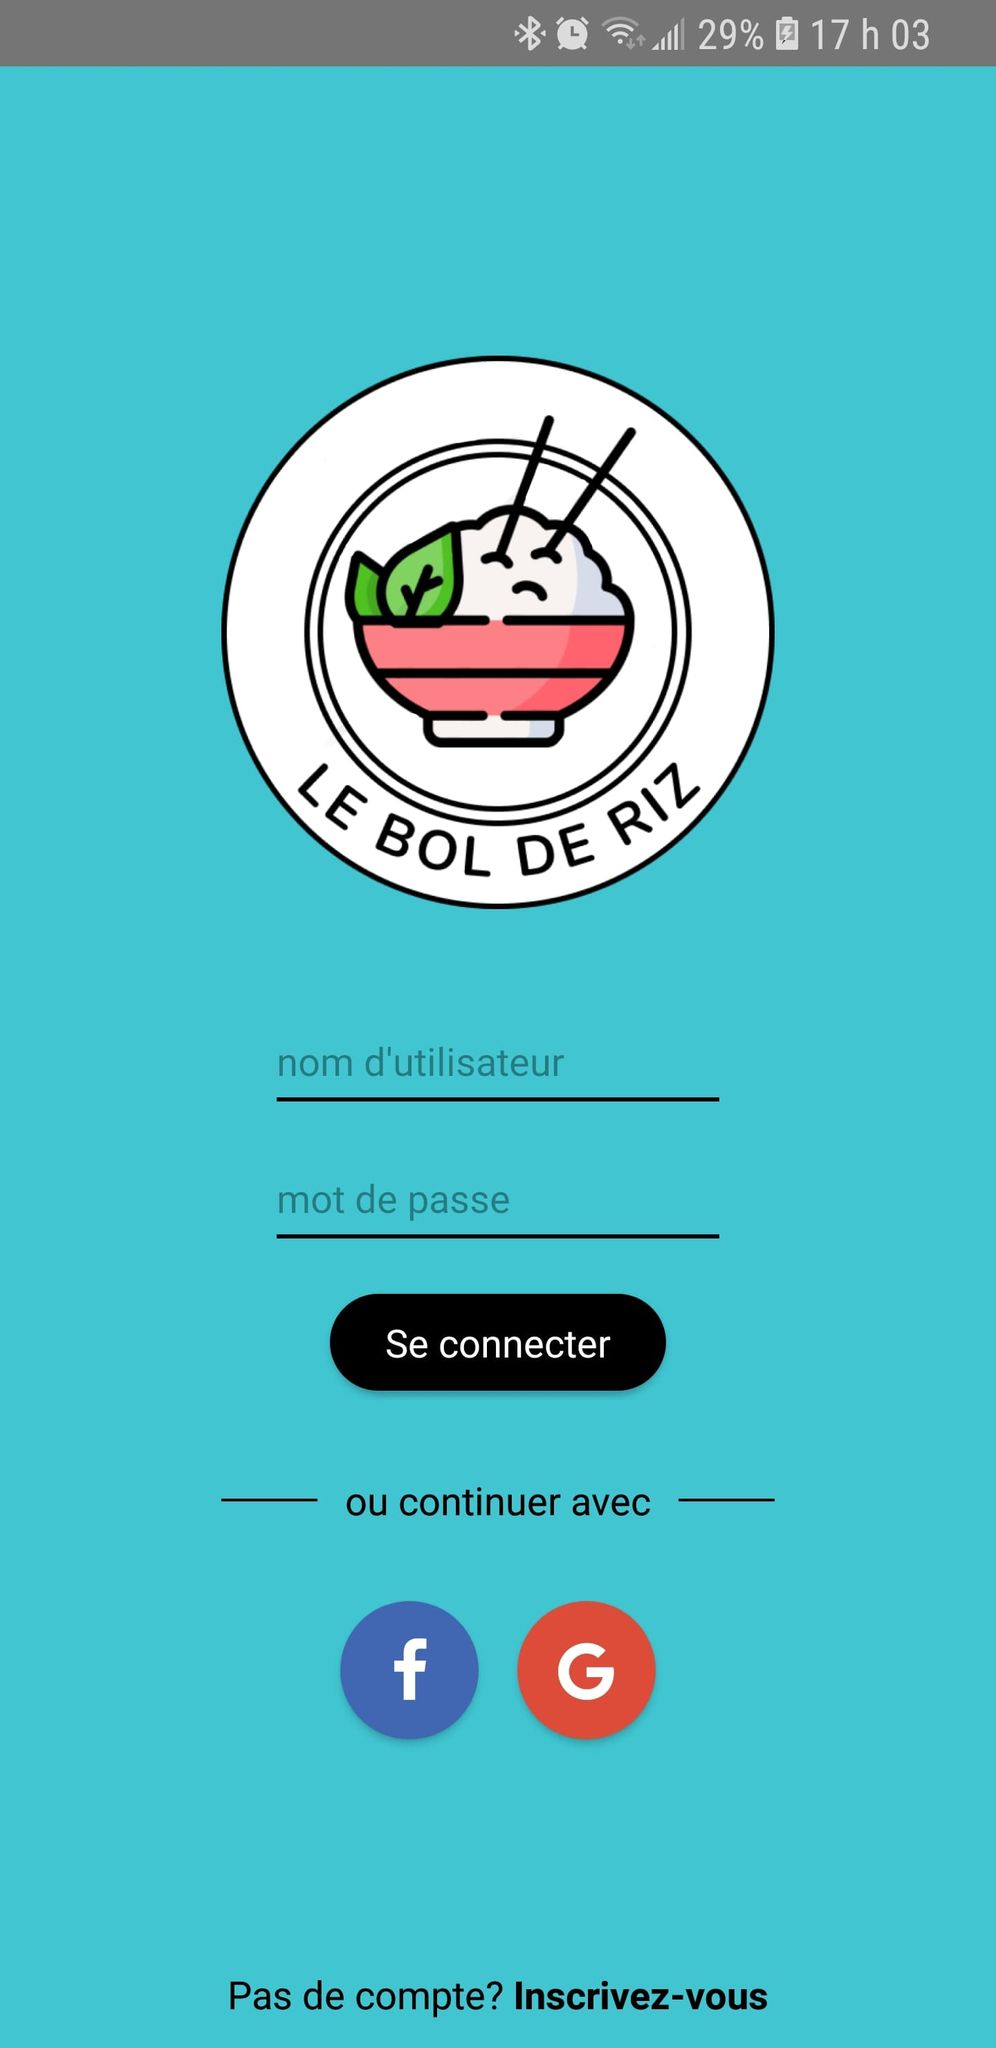 29% 17 h 03
LE BOL DE RIZ
nom d'utilisateur
mot de passe
Se connecter
ou continuer avec
f G
Pas de compte? Inscrivez-vous